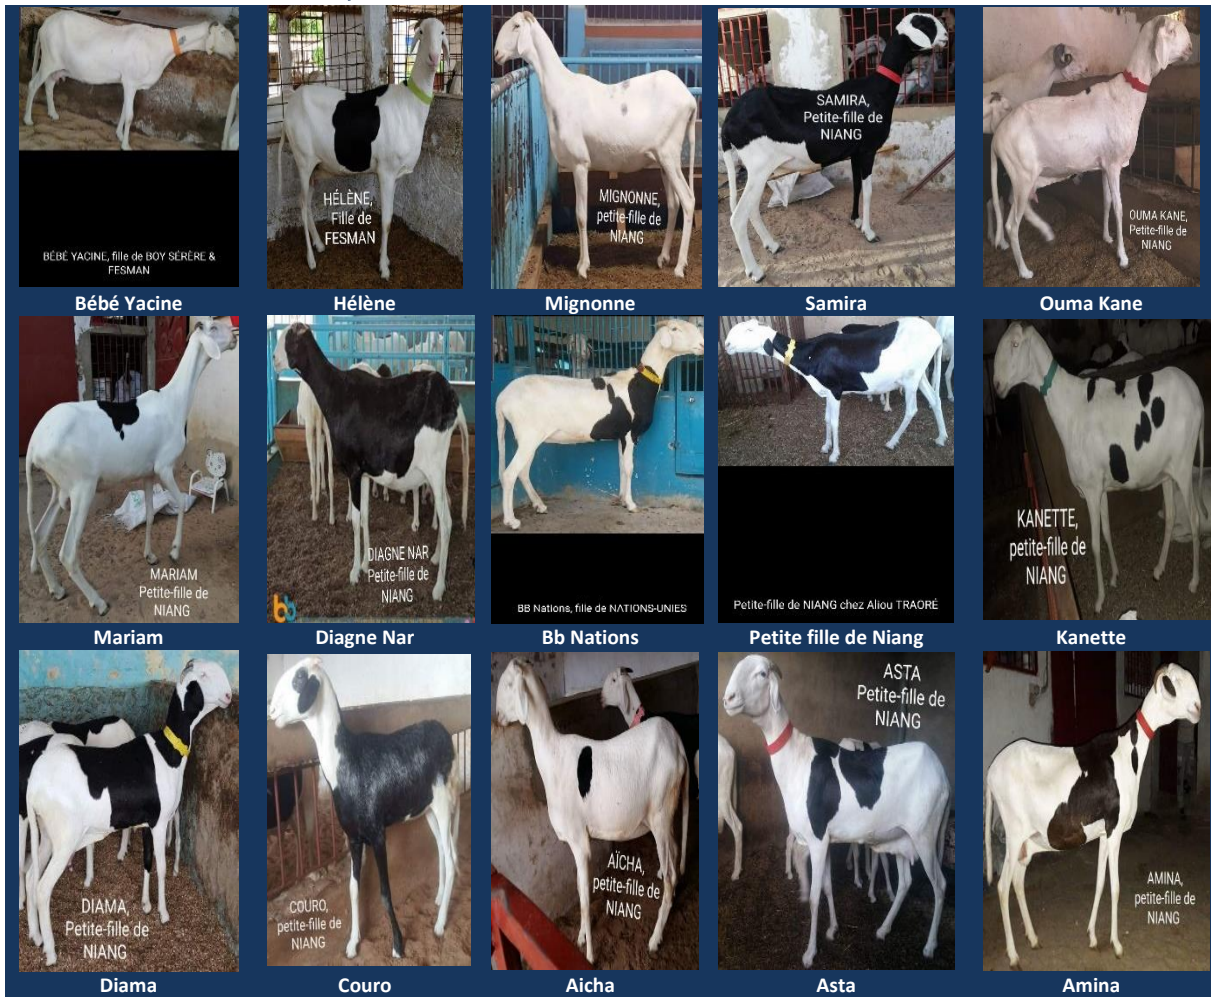 BÉBÉ YACINE, fille de BOY SÉRÈRE &
FESMAN
HÉLÈNE,
Fille de
FESMAN
MIGNONNE,
petite-fille de
NIANG
SAMIRA,
Petite-fille de
NIANG
OUMA KANE,
Petite-fille de
NIANG
Bébé Yacine
Hélène
Mignonne
Samira
Ouma Kane
MARIAM
Petite-fille de
NIANG
DIAGNE NAR
Petite-fille de
NIANG
bb
BB Nations, fille de NATIONS-UNIES
Petite-fille de NIANG chez Aliou TRAORÉ
KANETTE,
petite-fille de
NIANG
Mariam
Diagne Nar
Bb Nations
Petite fille de Niang
Kanette
DIAMA,
Petite-fille de
NIANG
COURO,
petite-fille de
NIANG
AÏCHA,
petite-fille de
NIANG
ASTA
Petite-fille de
NIANG
AMINA,
petite-fille de
NIANG
Diama
Couro
Aicha
Asta
Amina